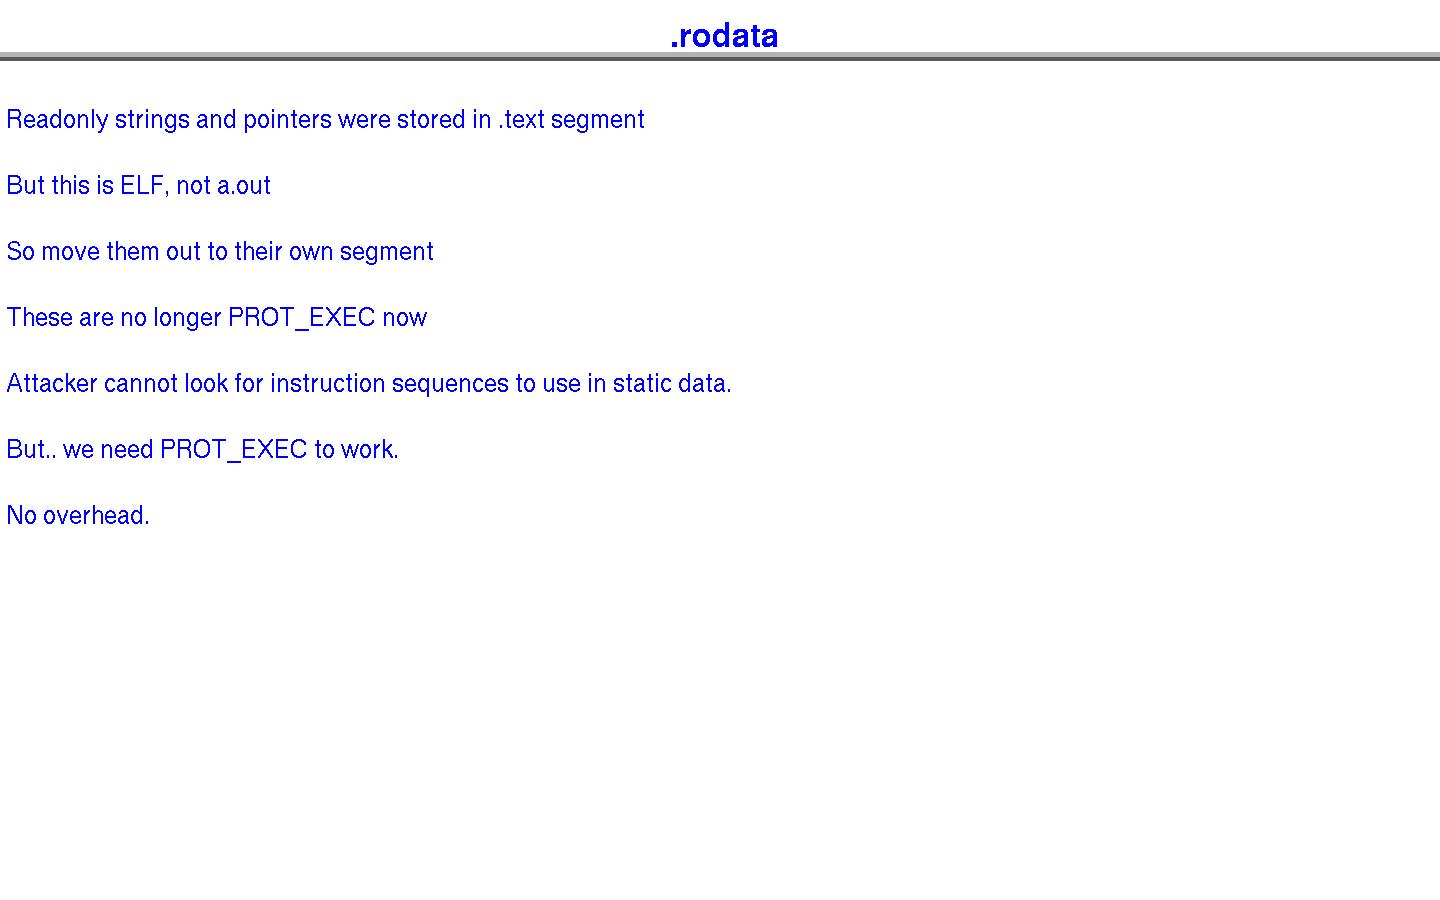 .rodata
Readonly strings and pointers were stored in .text segment
But this is ELF, not a.out
So move them out to their own segment
These are no longer PROT_EXEC now
Attacker cannot look for instruction sequences to use in static data.
But.. we need PROT_EXEC to work.
No overhead.